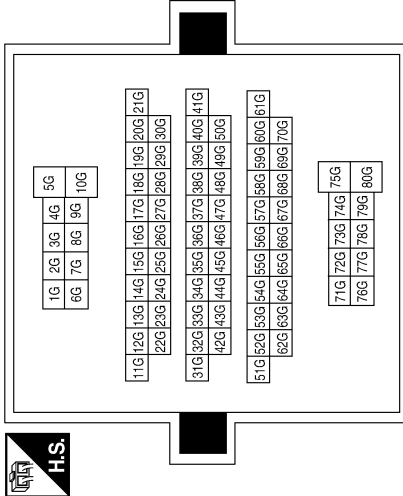 5G
1G 2G 3G 4G
10G
6G 7G 8G 9G
11G 12G 13G 14G 15G 16G 17G 18G 19G 20G 21G
22G 23G 24G 25G 26G 27G 28G 29G 30G
31G 32G 33G 34G 35G 36G 37G 38G 39G 40G 41G
42G 43G 44G 45G 46G 47G 48G 49G 50G
51G 52G 53G 54G 55G 56G 57G 58G 59G 60G 61G
62G 63G 64G 65G 66G 67G 68G 69G 70G
75G
71G 72G 73G 74G
80G
76G 77G 78G 79G
H.S.